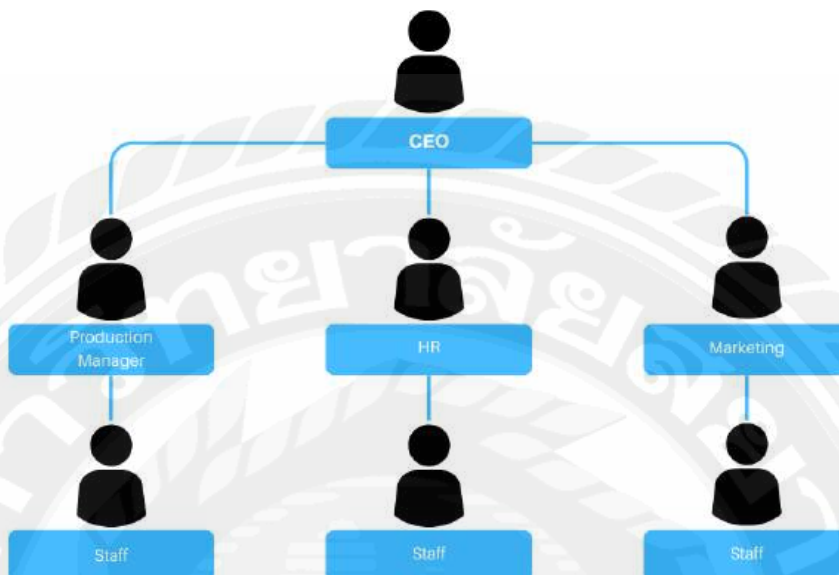 CEO
Production
Manager
HR
Marketing
Staff
Staff
Staff